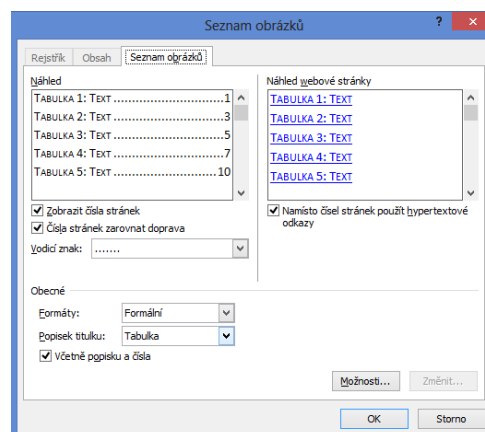 Seznam obrázků
? ×
Rejstřík Obsah Seznam obrázků
Náhled
TABULKA 1: TEXT ................................1
TABULKA 2: TEXT ................................3
TABULKA 3: TEXT ................................5
TABULKA 4: TEXT ................................7
TABULKA 5: TEXT ..............................10
Zobrazit čísla stránek
Čísla stránek zarovnat doprava
Vodicí znak: .......
Náhled webové stránky
TABULKA 1: TEXT
TABULKA 2: TEXT
TABULKA 3: TEXT
TABULKA 4: TEXT
TABULKA 5: TEXT
Namísto čísel stránek použít hypertextové
odkazy
Obecné
Formáty: Formální
Popisek titulku: Tabulka
Včetně popisku a čísla
Možnosti... Změnit...
OK Storno